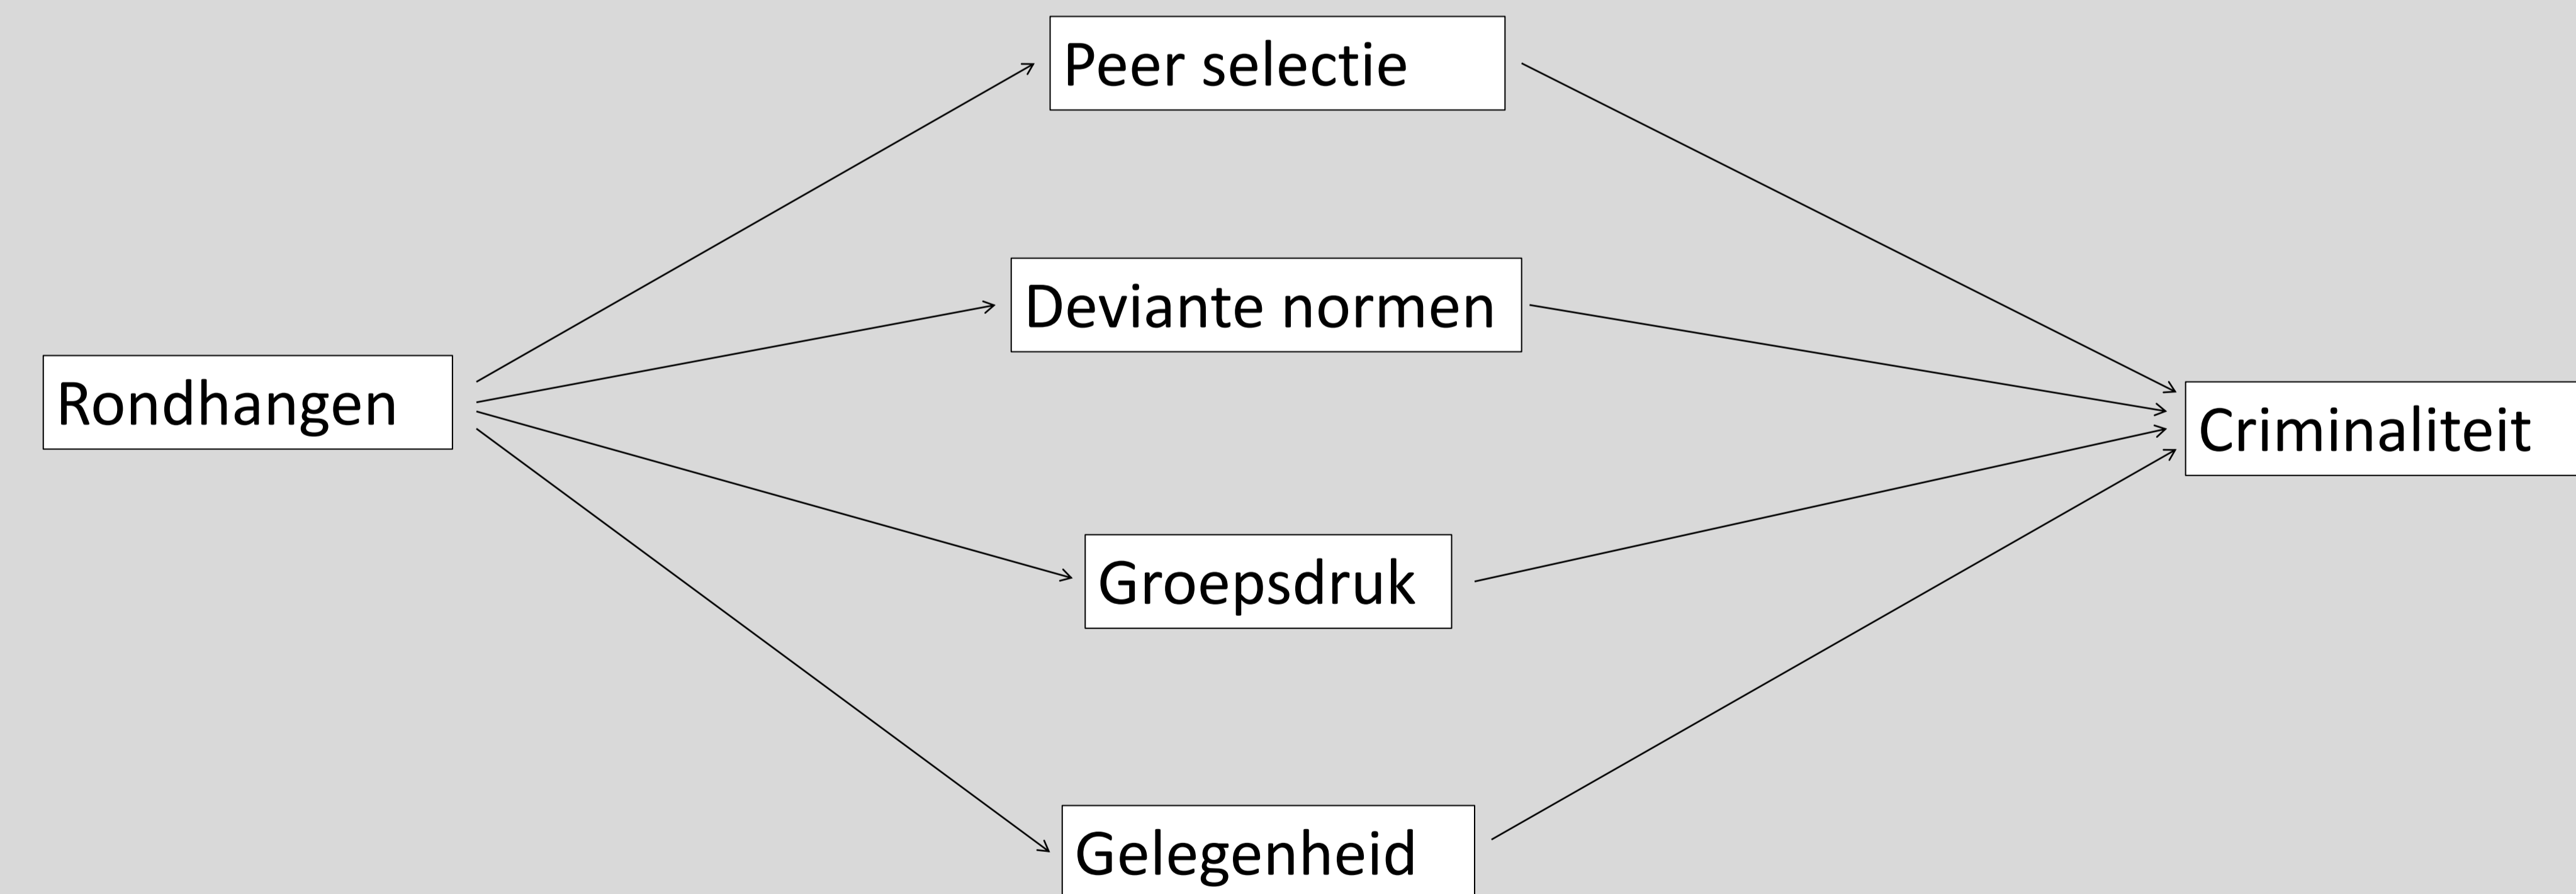 Peer selectie
Deviante normen
Rondhangen
Criminaliteit
Groepsdruk
Gelegenheid